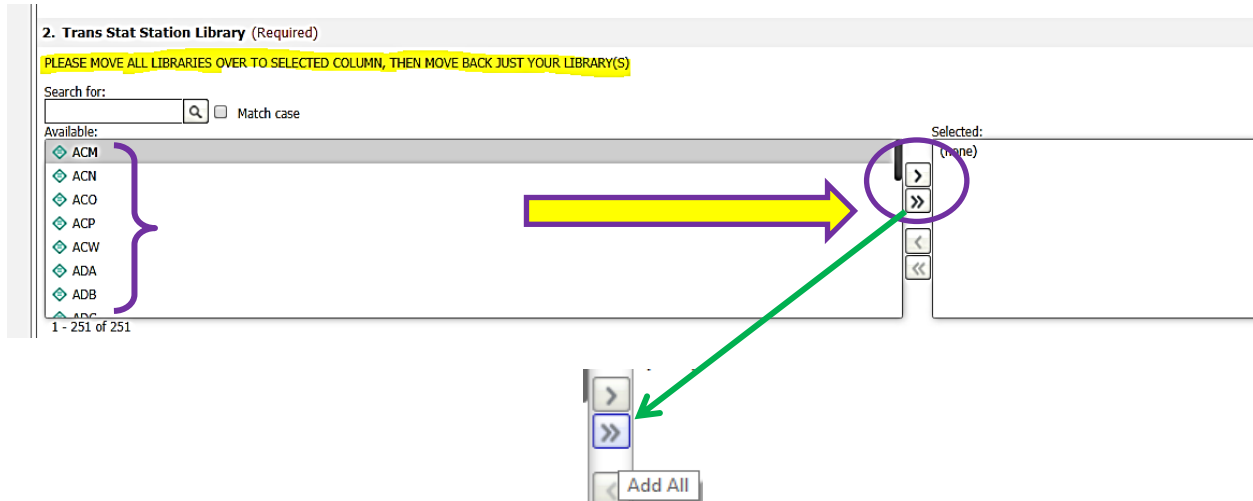 2. Trans Stat Station Library (Required)
PLEASE MOVE ALL LIBRARIES OVER TO SELECTED COLUMN, THEN MOVE BACK JUST YOUR LIBRARY(S)
Search for:
Match case
Available:
Selected:
ACM
(none)
ACN
ACO
ACP
ACW
ADA
ADB
ADC
1 - 251 of 251
Add All